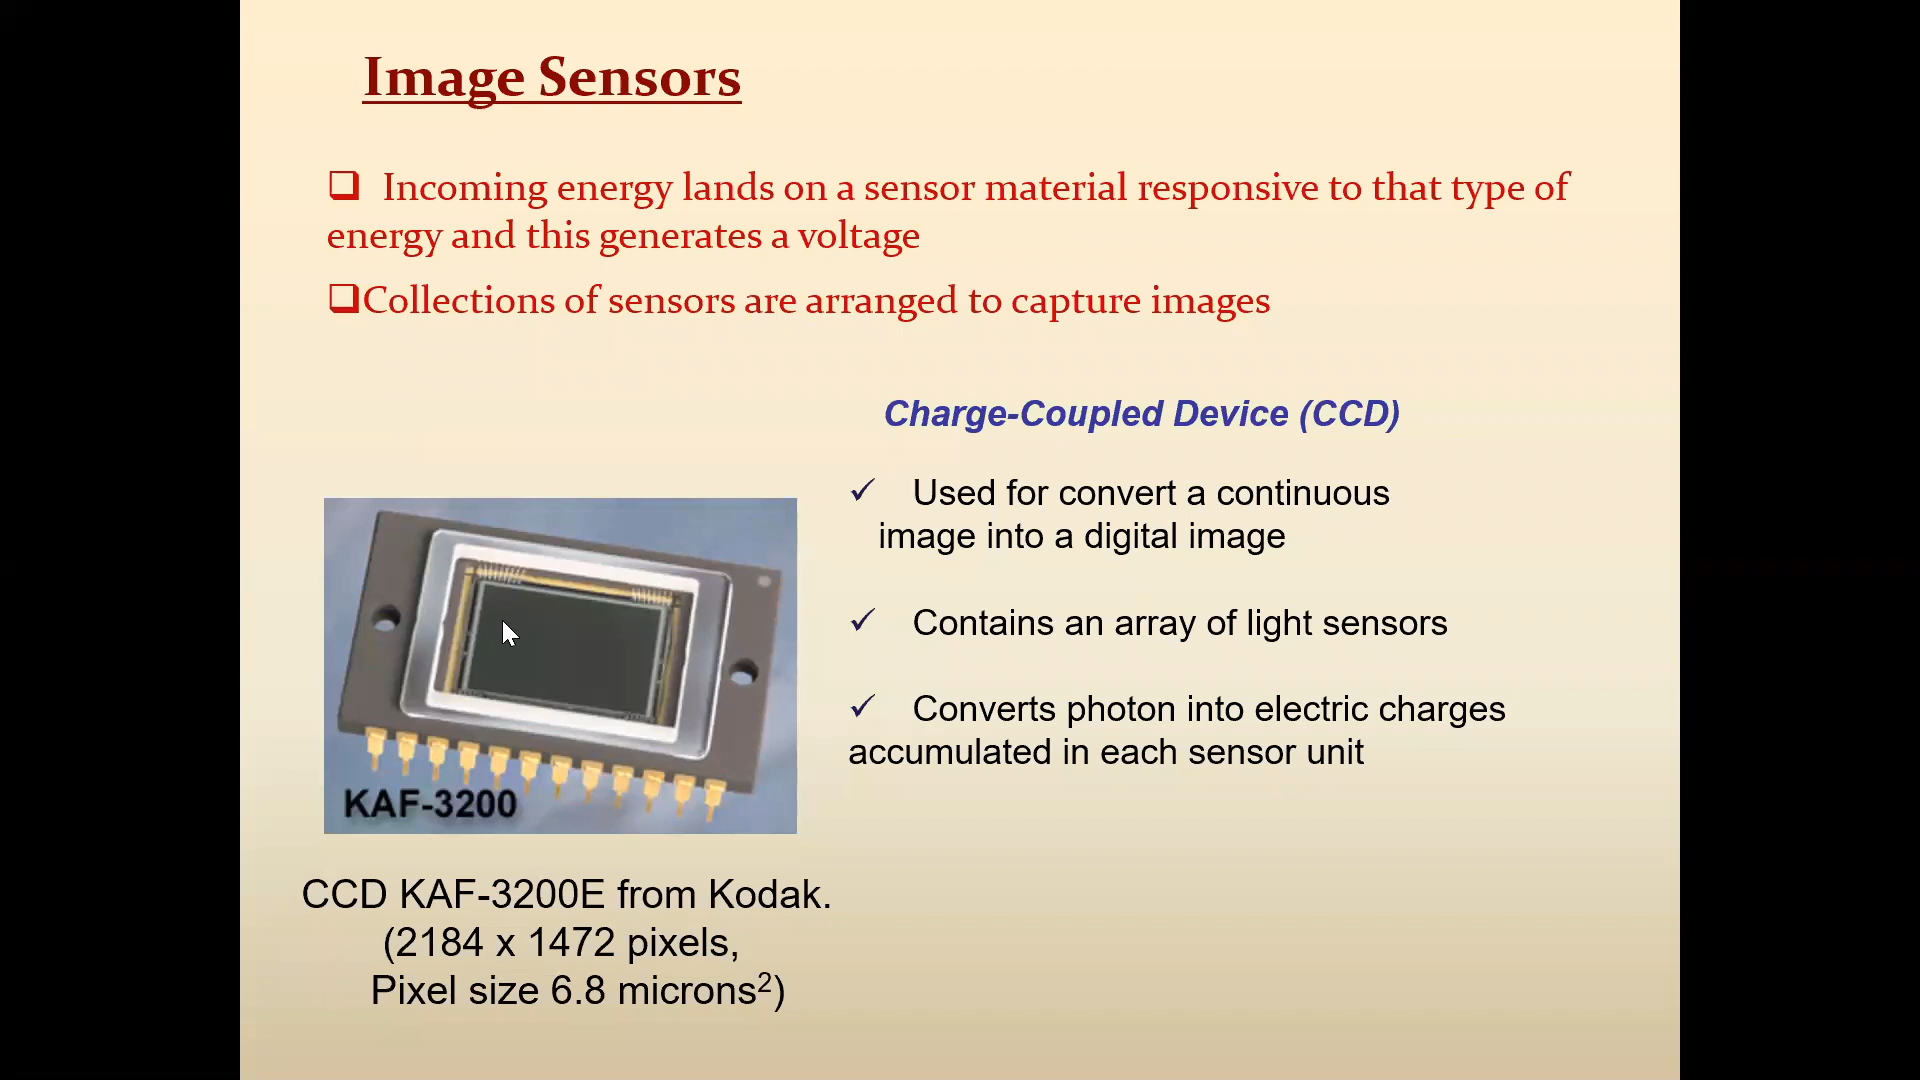 Image Sensors
❑ Incoming energy lands on a sensor material responsive to that type of
energy and this generates a voltage
❑Collections of sensors are arranged to capture images
Charge-Coupled Device (CCD)
✓ Used for convert a continuous
image into a digital image
✓ Contains an array of light sensors
✓ Converts photon into electric charges
accumulated in each sensor unit
KAF-3200
CCD KAF-3200E from Kodak.
(2184 x 1472 pixels,
Pixel size 6.8 microns²)